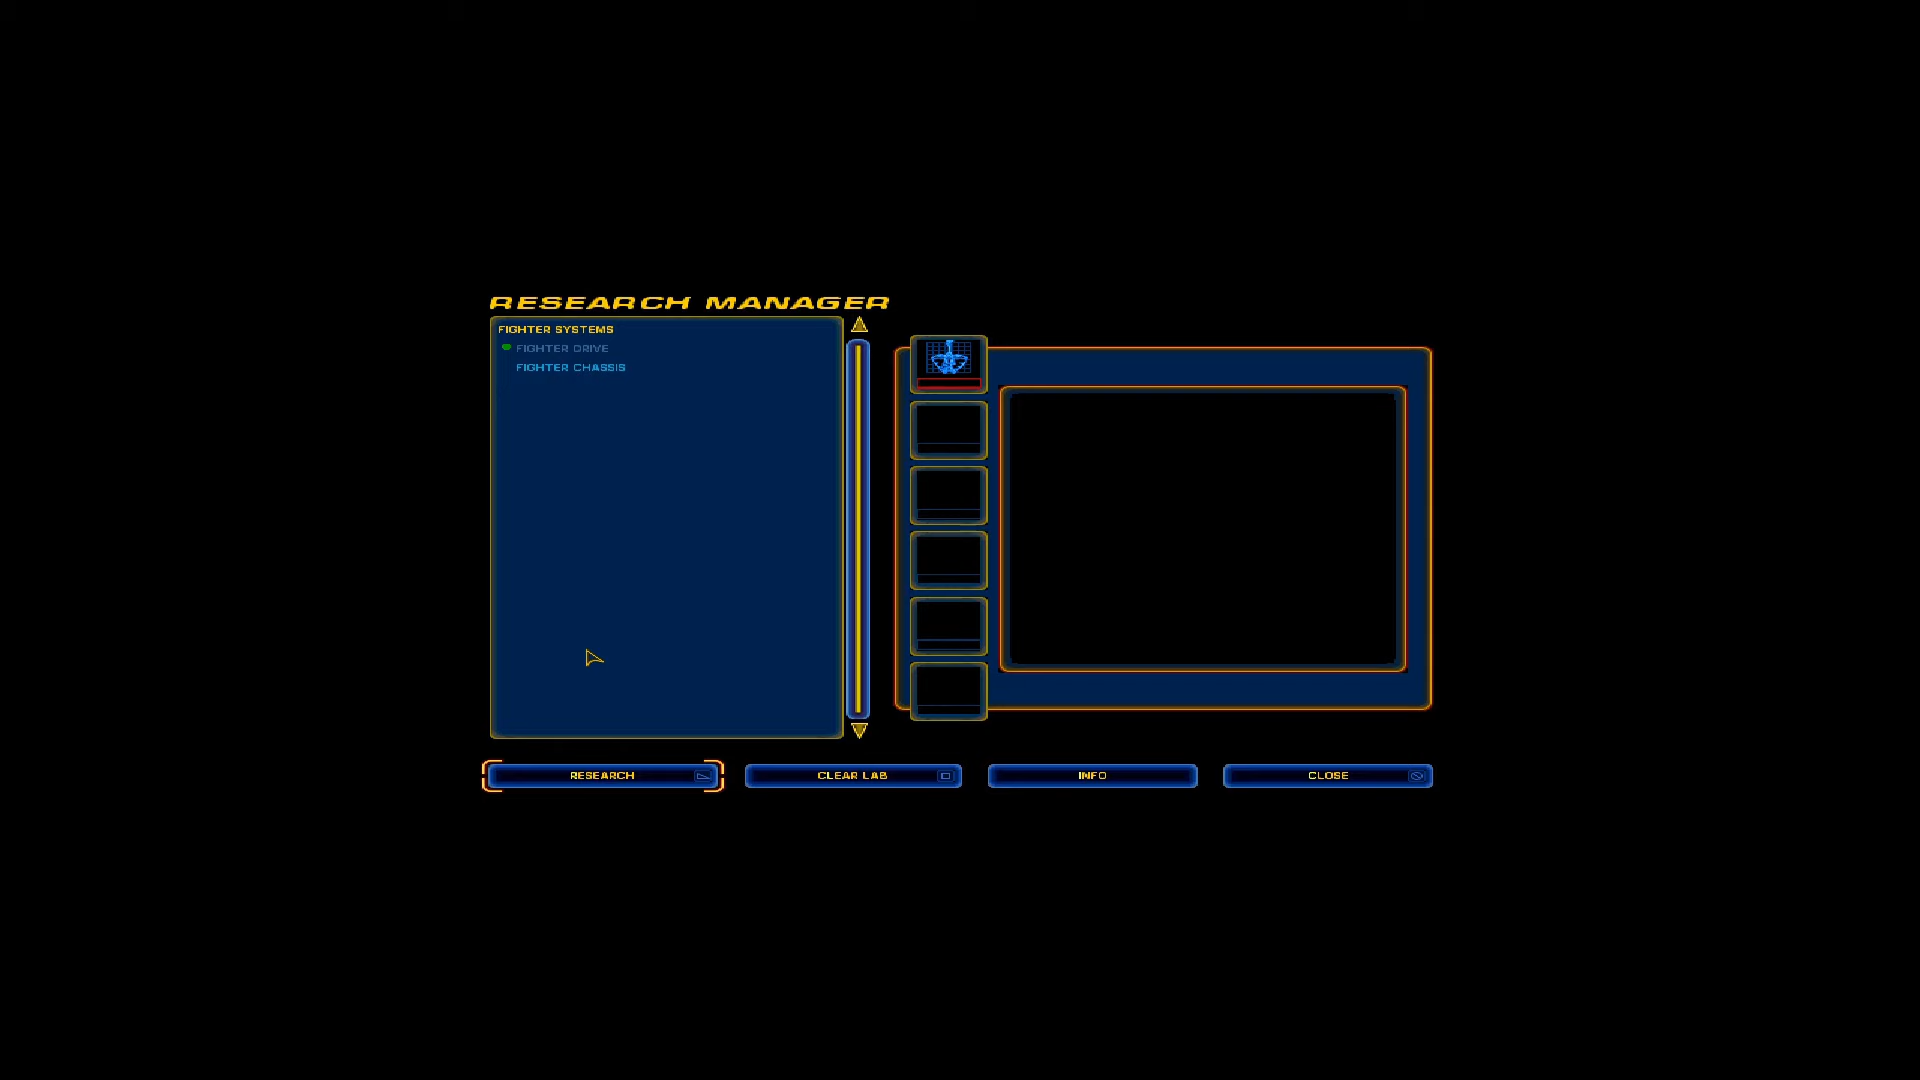 RESEARCH MANAGER
FIGHTER SYSTEMS
FIGHTER DRIVE
FIGHTER CHASSIS
RESEARCH
CLEAR LAB
INFO
CLOSE